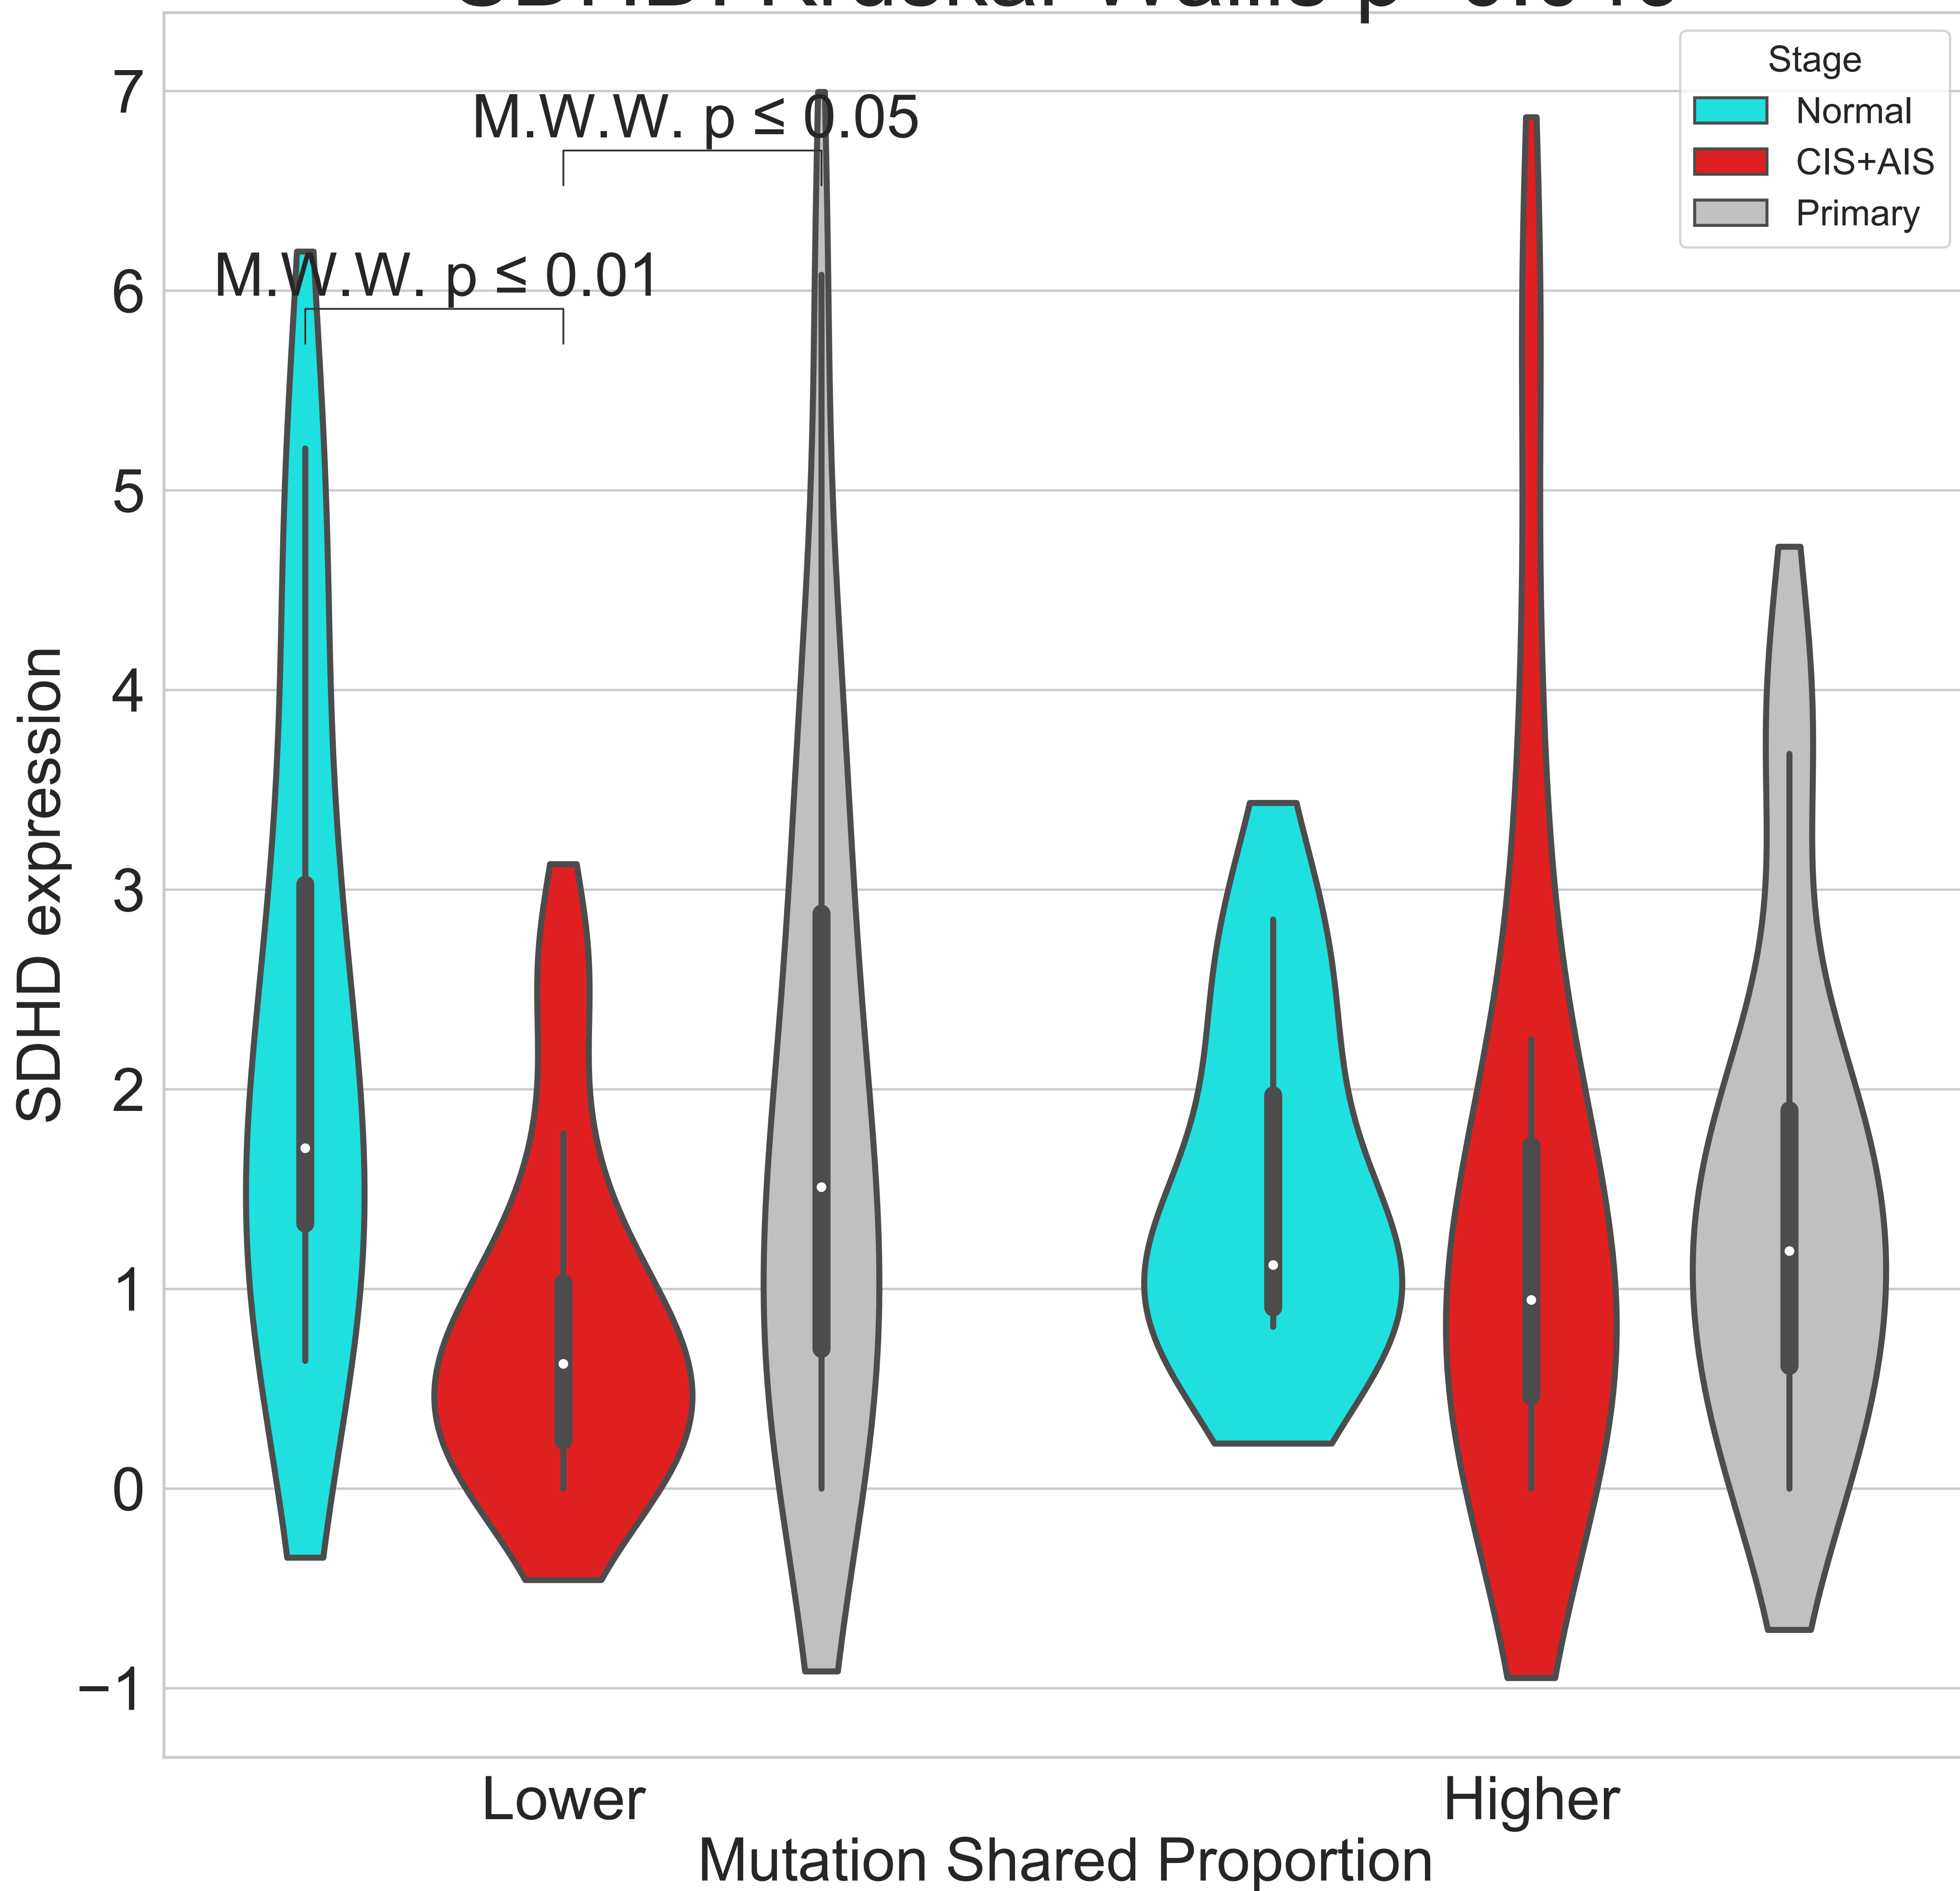 7
6
5
4
3
2
1
0
−1
SDHD expression
M.W.W. p ≤ 0.05
M.W.W. p ≤ 0.01
Stage
Normal
CIS+AIS
Primary
Lower
Higher
Mutation Shared Proportion